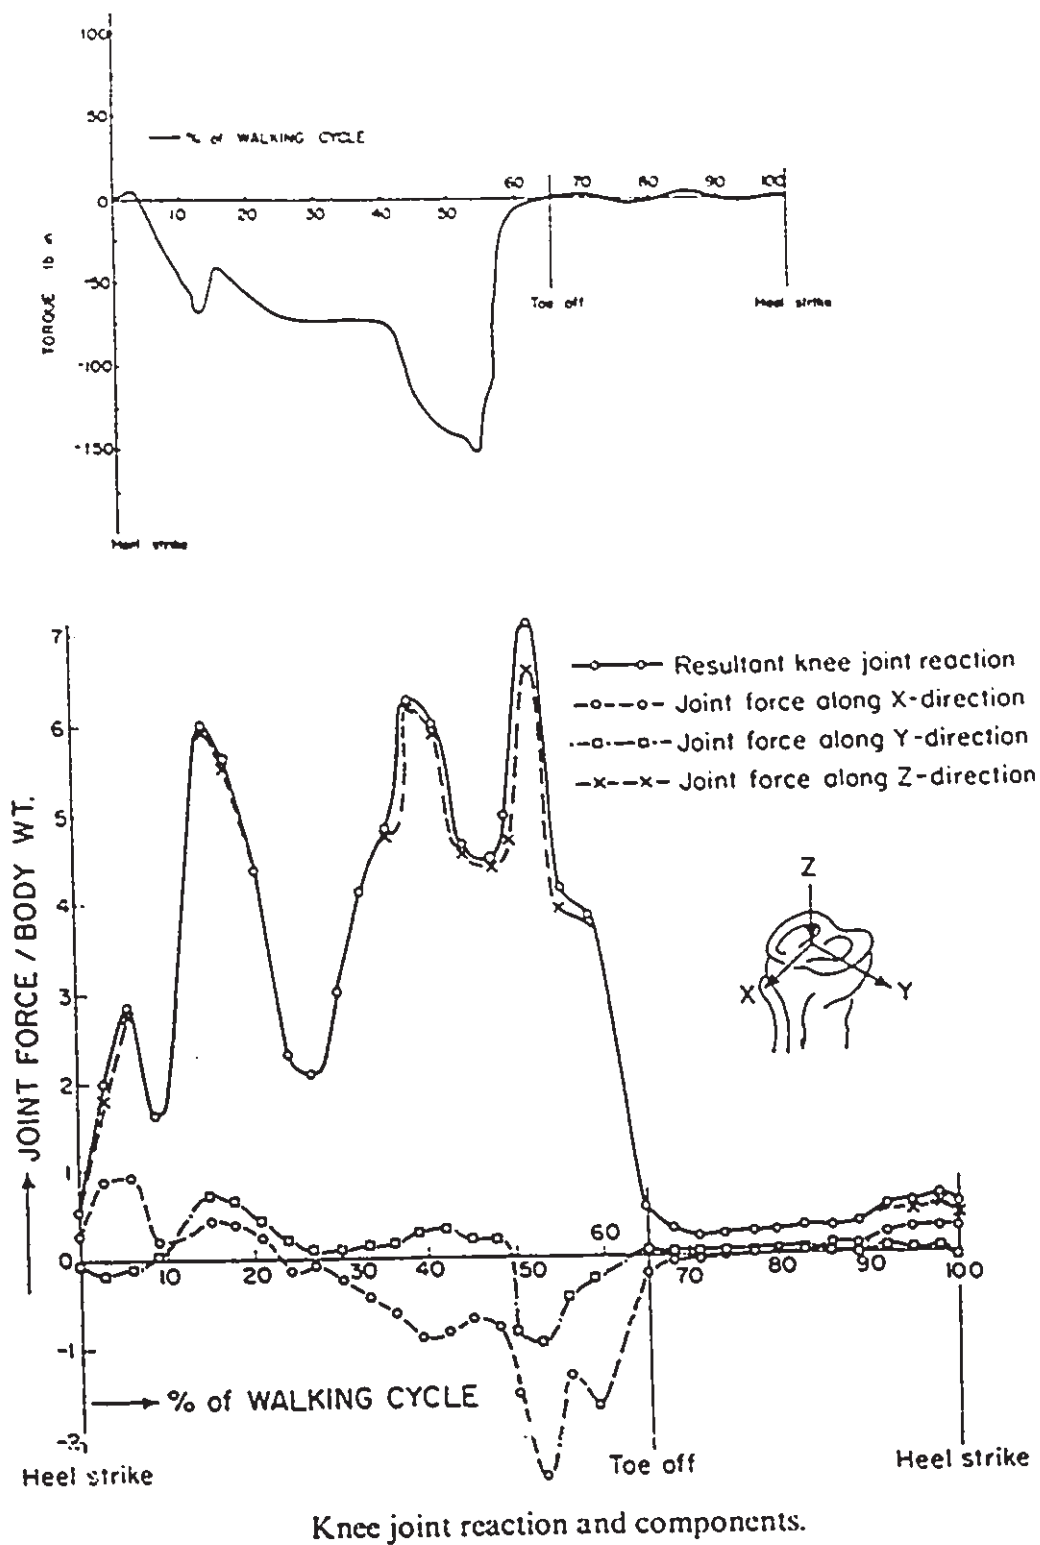 100
50
% of WALKING CYCLE
60 70 80 90 100
0
10 20 30 40 50
-50
TORQUE lb
Toe off
Heel strike
-100
-150
Heel strike
7
Resultant knee joint reaction
Joint force along X-direction
6
Joint force along Y-direction
Joint force along Z-direction
5
JOINT FORCE / BODY WT.
Z
4
X
Y
3
2
1
60
0
10 20 30 40 150 70 80 90 100
-1
% of WALKING CYCLE
-2
Heel strike
Toe off
Heel strike
Knee joint reaction and components.